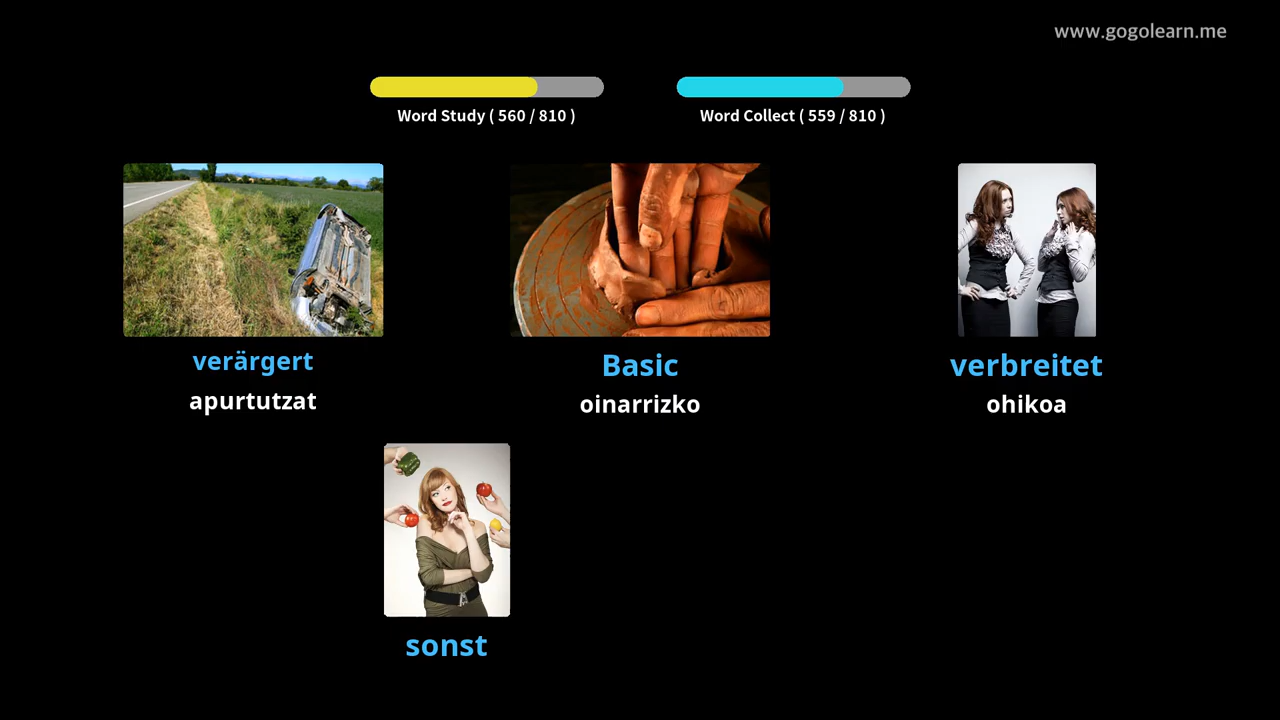 www.gogolearn.me
Word Study ( 560 / 810 )
Word Collect ( 559 / 810 )
verärgert
apurtutzat
Basic
oinarrizko
verbreitet
ohikoa
sonst